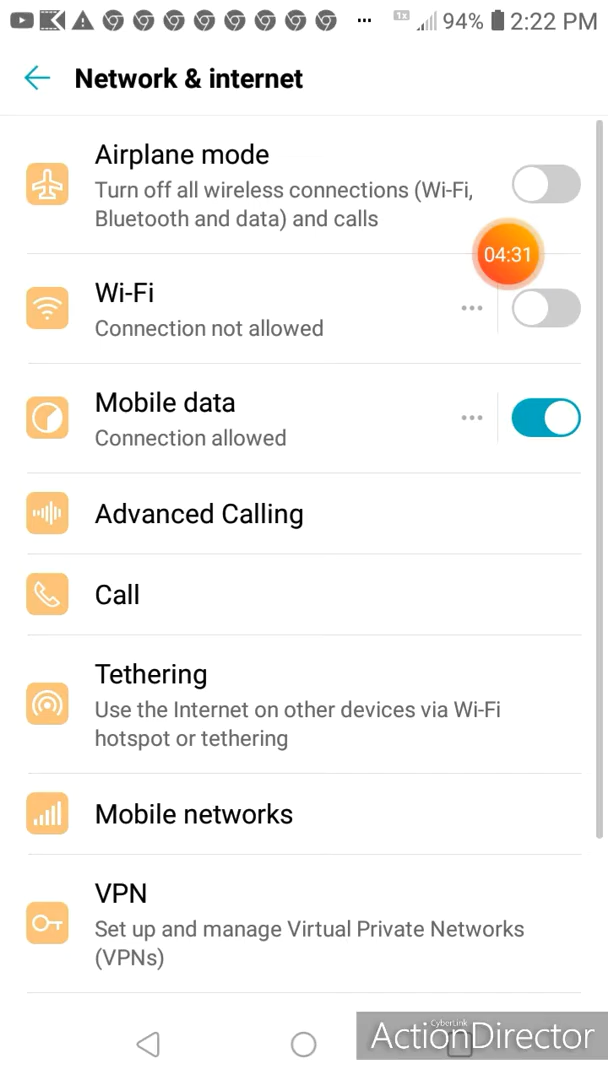 1x 94% 2:22 PM
Network & internet
Airplane mode
Turn off all wireless connections (Wi-Fi,
Bluetooth and data) and calls
04:31
Wi-Fi
Connection not allowed
Mobile data
Connection allowed
Advanced Calling
Call
Tethering
Use the Internet on other devices via Wi-Fi
hotspot or tethering
Mobile networks
VPN
Set up and manage Virtual Private Networks
(VPNs)
CyberLink
ActionDirector